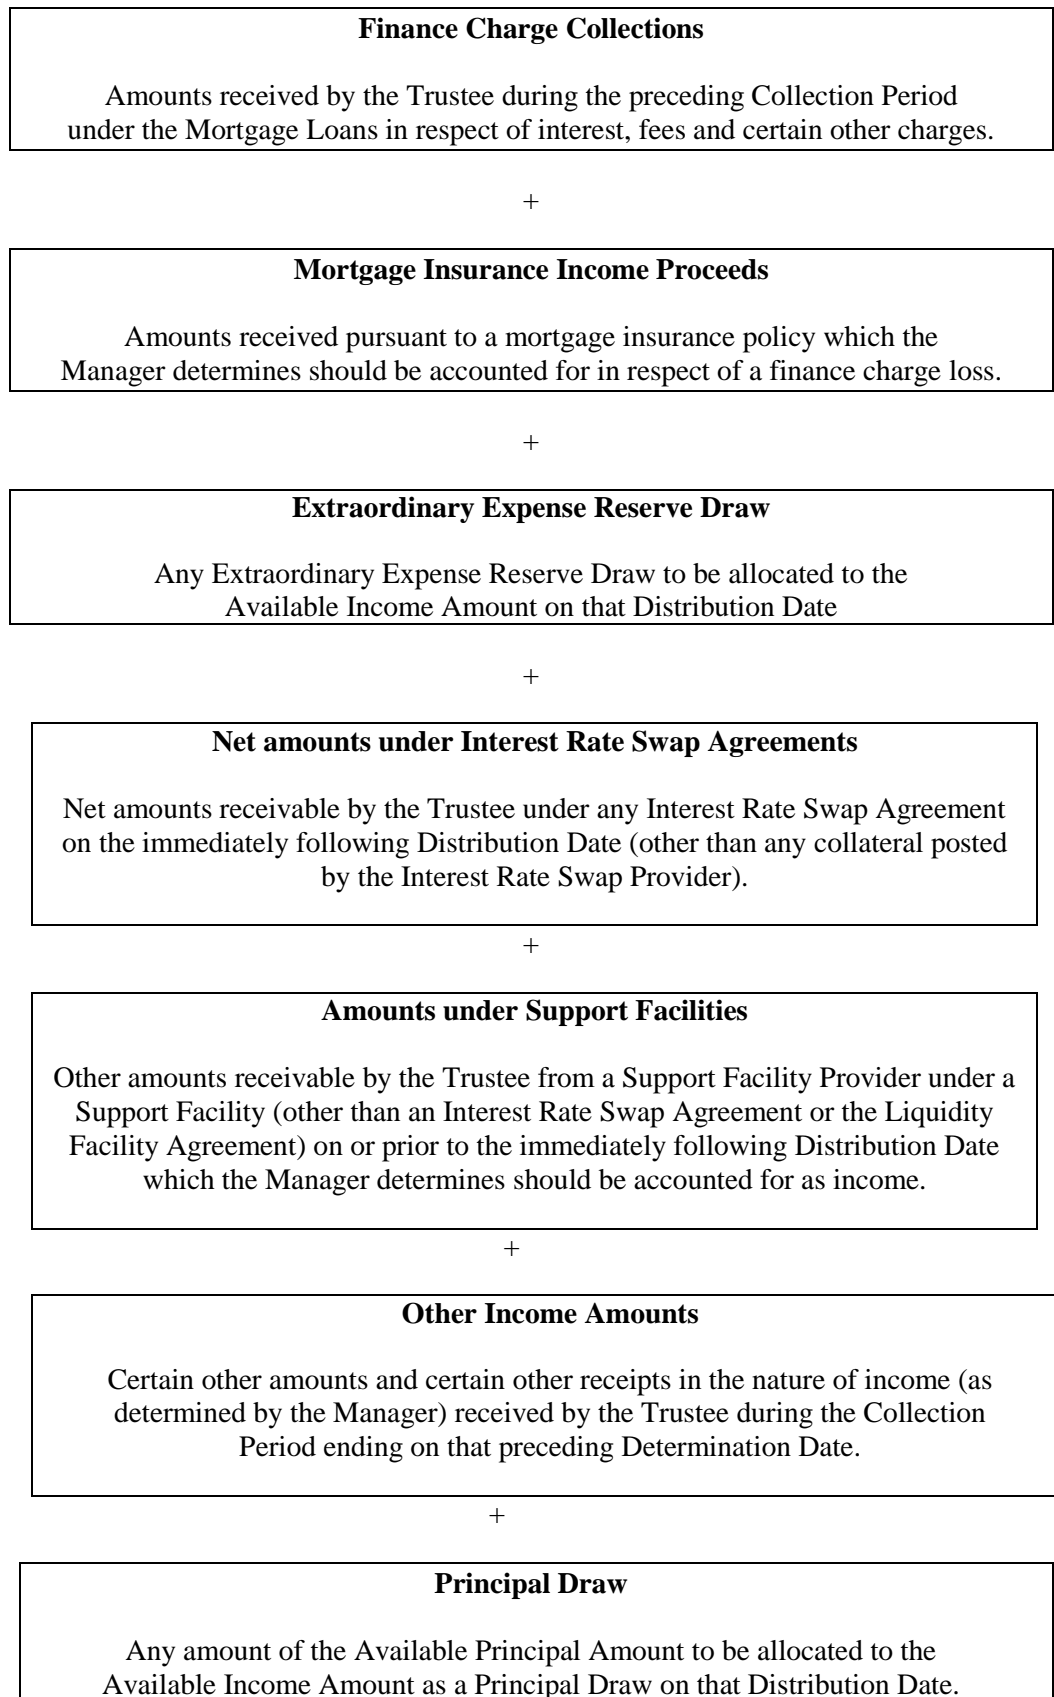 Finance Charge Collections
Amounts received by the Trustee during the preceding Collection Period
under the Mortgage Loans in respect of interest, fees and certain other charges.
+
Mortgage Insurance Income Proceeds
Amounts received pursuant to a mortgage insurance policy which the
Manager determines should be accounted for in respect of a finance charge loss.
+
Extraordinary Expense Reserve Draw
Any Extraordinary Expense Reserve Draw to be allocated to the
Available Income Amount on that Distribution Date
+
Net amounts under Interest Rate Swap Agreements
Net amounts receivable by the Trustee under any Interest Rate Swap Agreement
on the immediately following Distribution Date (other than any collateral posted
by the Interest Rate Swap Provider).
+
Amounts under Support Facilities
Other amounts receivable by the Trustee from a Support Facility Provider under a
Support Facility (other than an Interest Rate Swap Agreement or the Liquidity
Facility Agreement) on or prior to the immediately following Distribution Date
which the Manager determines should be accounted for as income.
+
Other Income Amounts
Certain other amounts and certain other receipts in the nature of income (as
determined by the Manager) received by the Trustee during the Collection
Period ending on that preceding Determination Date.
+
Principal Draw
Any amount of the Available Principal Amount to be allocated to the
Available Income Amount as a Principal Draw on that Distribution Date.